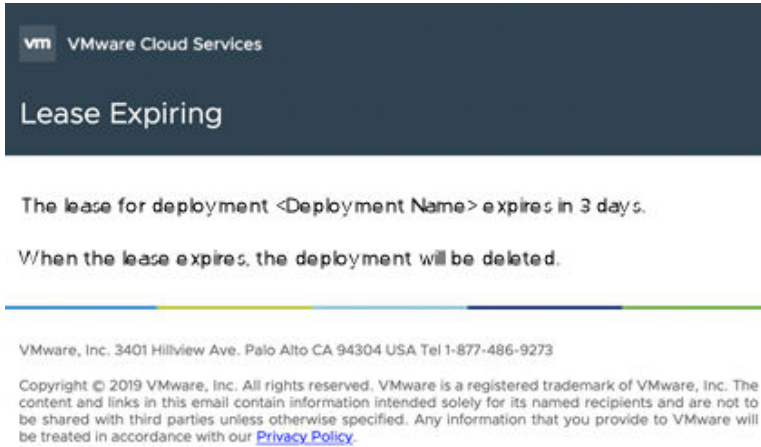 vm VMware Cloud Services
Lease Expiring
The lease for deployment <Deployment Name> expires in 3 days.
When the lease expires, the deployment will be deleted.
VMware, Inc. 3401 Hillview Ave. Palo Alto CA 94304 USA Tel 1-877-486-9273
Copyright © 2019 VMware, Inc. All rights reserved. VMware is a registered trademark of VMware, Inc. The
content and links in this email contain information intended solely for its named recipients and are not to
be shared with third parties unless otherwise specified. Any information that you provide to VMware will
be treated in accordance with our Privacy Policy.